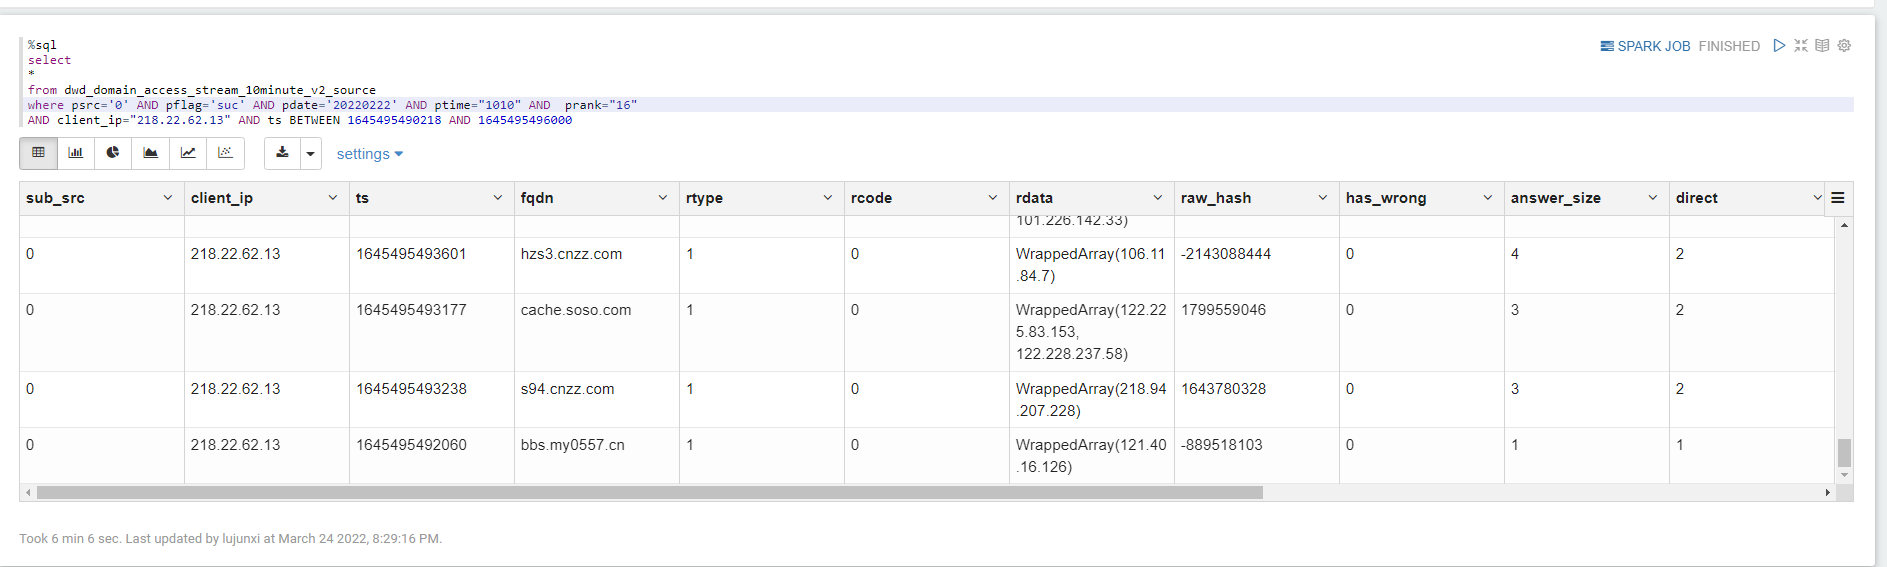 %sql
SPARK JOB FINISHED
select
*
from dwd_domain_access_stream_10minute_v2_source
where psrc='0' AND pflag='suc' AND pdate='20220222' AND ptime="1010" AND  prank="16"
AND client_ip="218.22.62.13" AND ts BETWEEN 1645495490218 AND 1645495496000
settings
sub_src client_ip ts fqdn rtype rcode rdata raw_hash has_wrong answer_size direct
101.226.142.33)
0 218.22.62.13 1645495493601 hzs3.cnzz.com 1 0 WrappedArray(106.11 -2143088444 0 4 2
.84.7)
0 218.22.62.13 1645495493177 cache.soso.com 1 0 WrappedArray(122.22 1799559046 0 3 2
5.83.153,
122.228.237.58)
0 218.22.62.13 1645495493238 s94.cnzz.com 1 0 WrappedArray(218.94 1643780328 0 3 2
.207.228)
0 218.22.62.13 1645495492060 bbs.my0557.cn 1 0 WrappedArray(121.40 -889518103 0 1 1
.16.126)
Took 6 min 6 sec. Last updated by lujunxi at March 24 2022, 8:29:16 PM.